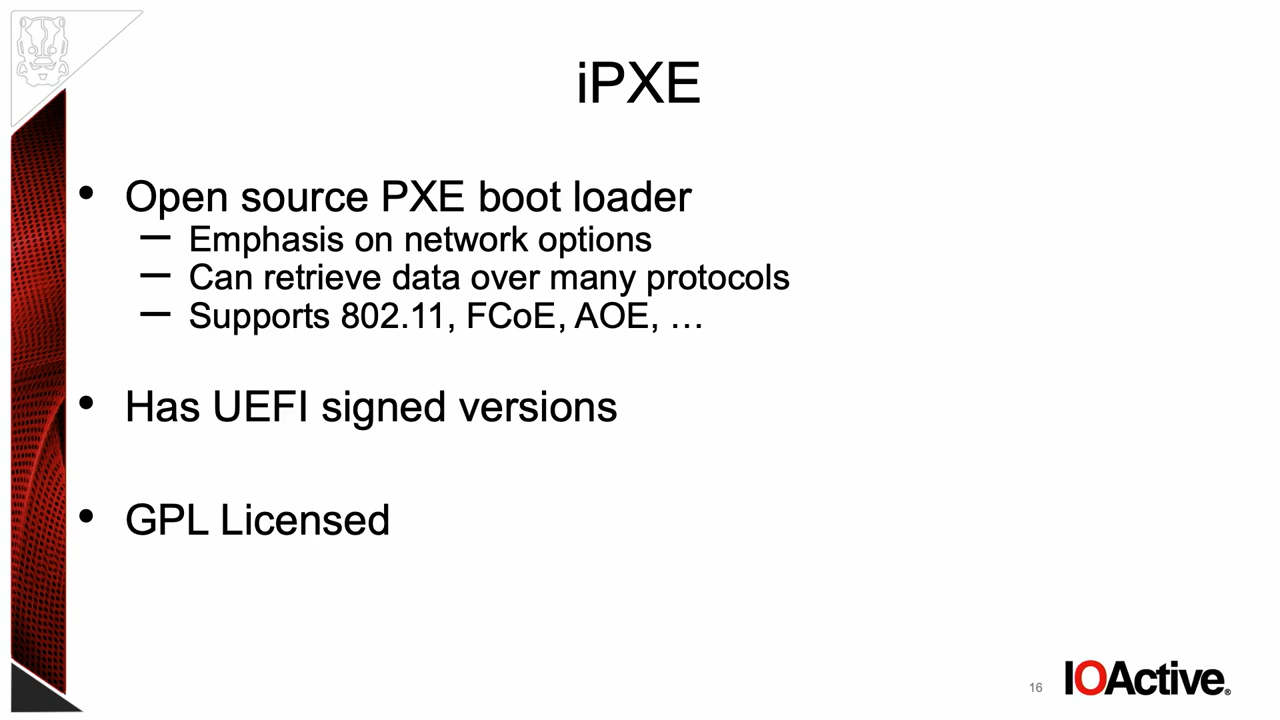 iPXE
• Open source PXE boot loader
– Emphasis on network options
– Can retrieve data over many protocols
– Supports 802.11, FCoE, AOE, …
• Has UEFI signed versions
• GPL Licensed
16
IOActive®